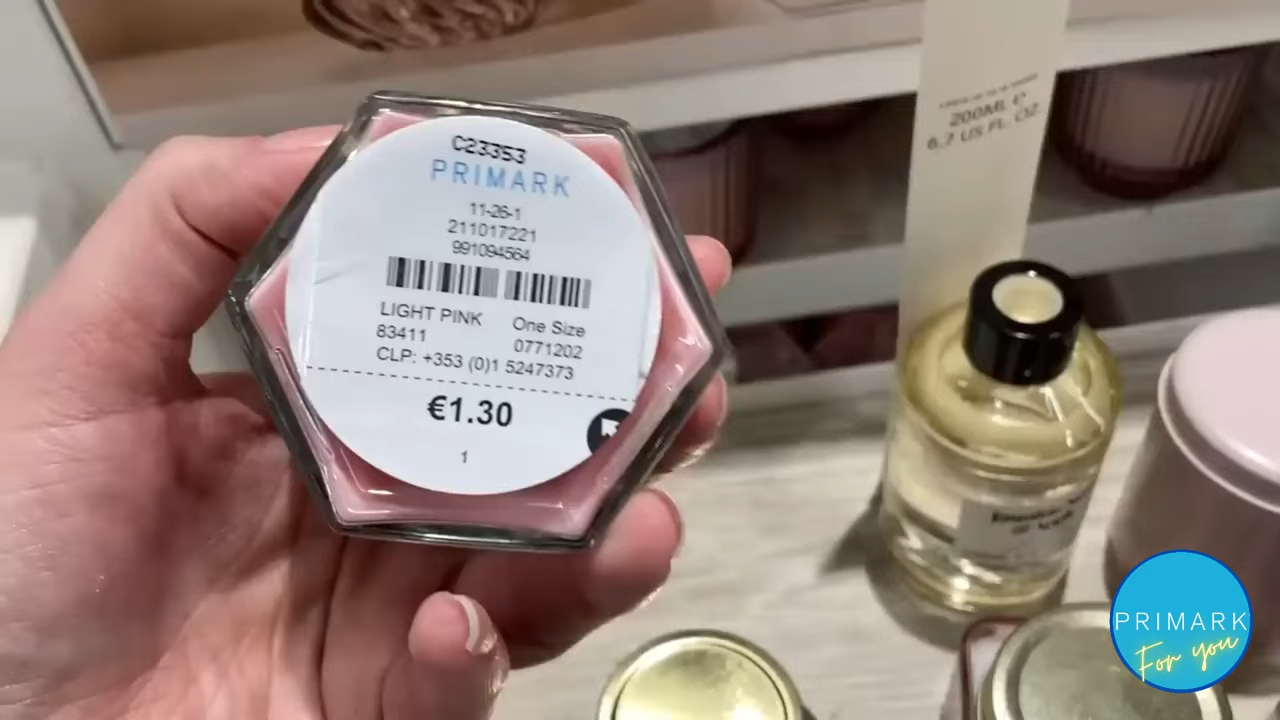 C23353
PRIMARK
11-26-1
211017221
991094564
LIGHT PINK One Size
83411 0771202
CLP: +353 (0)1 5247373
€1.30
1
200ML e
6.7 US FL. OZ.
PRIMARK
For you